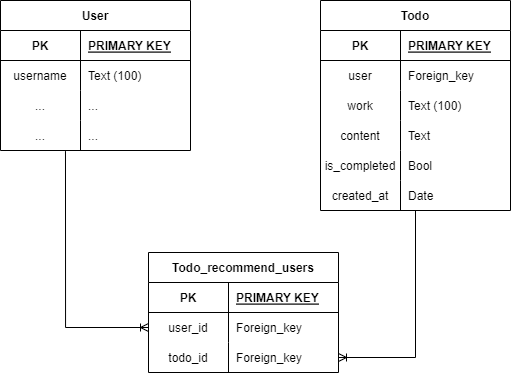 User
PK PRIMARY KEY
username Text (100)
... ...
... ...
Todo
PK PRIMARY KEY
user Foreign_key
work Text (100)
content Text
is_completed Bool
created_at Date
Todo_recommend_users
PK PRIMARY KEY
user_id Foreign_key
todo_id Foreign_key